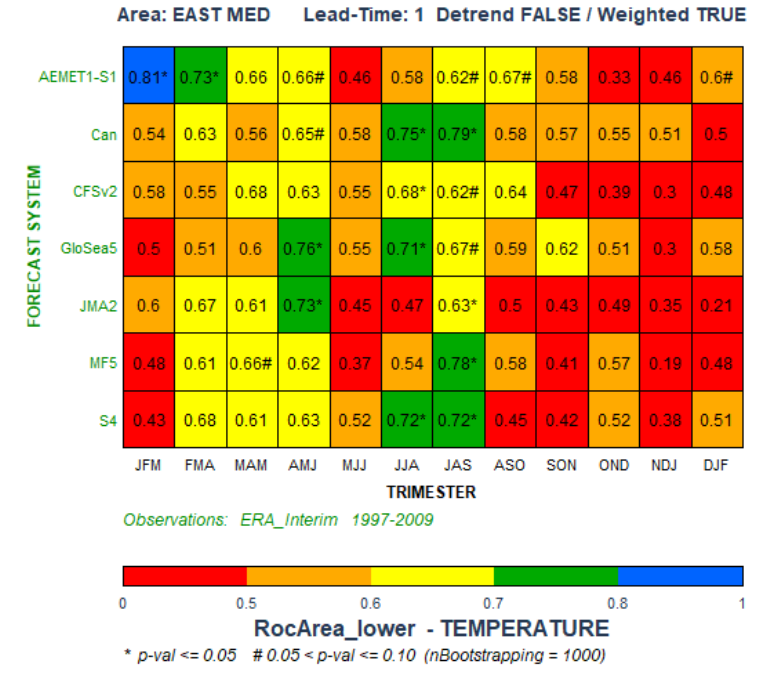 Area: EAST MED Lead-Time: 1 Detrend FALSE / Weighted TRUE
FORECAST SYSTEM
AEMET1-S1 0.81* 0.73* 0.66 0.66# 0.46 0.58 0.62# 0.67# 0.58 0.33 0.46 0.6#
Can 0.54 0.63 0.56 0.65# 0.58 0.75* 0.79* 0.58 0.57 0.55 0.51 0.5
CFSv2 0.58 0.55 0.68 0.63 0.55 0.68* 0.62# 0.64 0.47 0.39 0.3 0.48
GloSea5 0.5 0.51 0.6 0.76* 0.55 0.71* 0.67# 0.59 0.62 0.51 0.3 0.58
JMA2 0.6 0.67 0.61 0.73* 0.45 0.47 0.63* 0.5 0.43 0.49 0.35 0.21
MF5 0.48 0.61 0.66# 0.62 0.37 0.54 0.78* 0.58 0.41 0.57 0.19 0.48
S4 0.43 0.68 0.61 0.63 0.52 0.72* 0.72* 0.45 0.42 0.52 0.38 0.51
JFM FMA MAM AMJ MJJ JJA JAS ASO SON OND NDJ DJF
TRIMESTER
Observations: ERA_Interim 1997-2009
0 0.5 0.6 0.7 0.8 1
RocArea_lower - TEMPERATURE
* p-val <= 0.05 # 0.05 < p-val <= 0.10 (nBootstrapping = 1000)